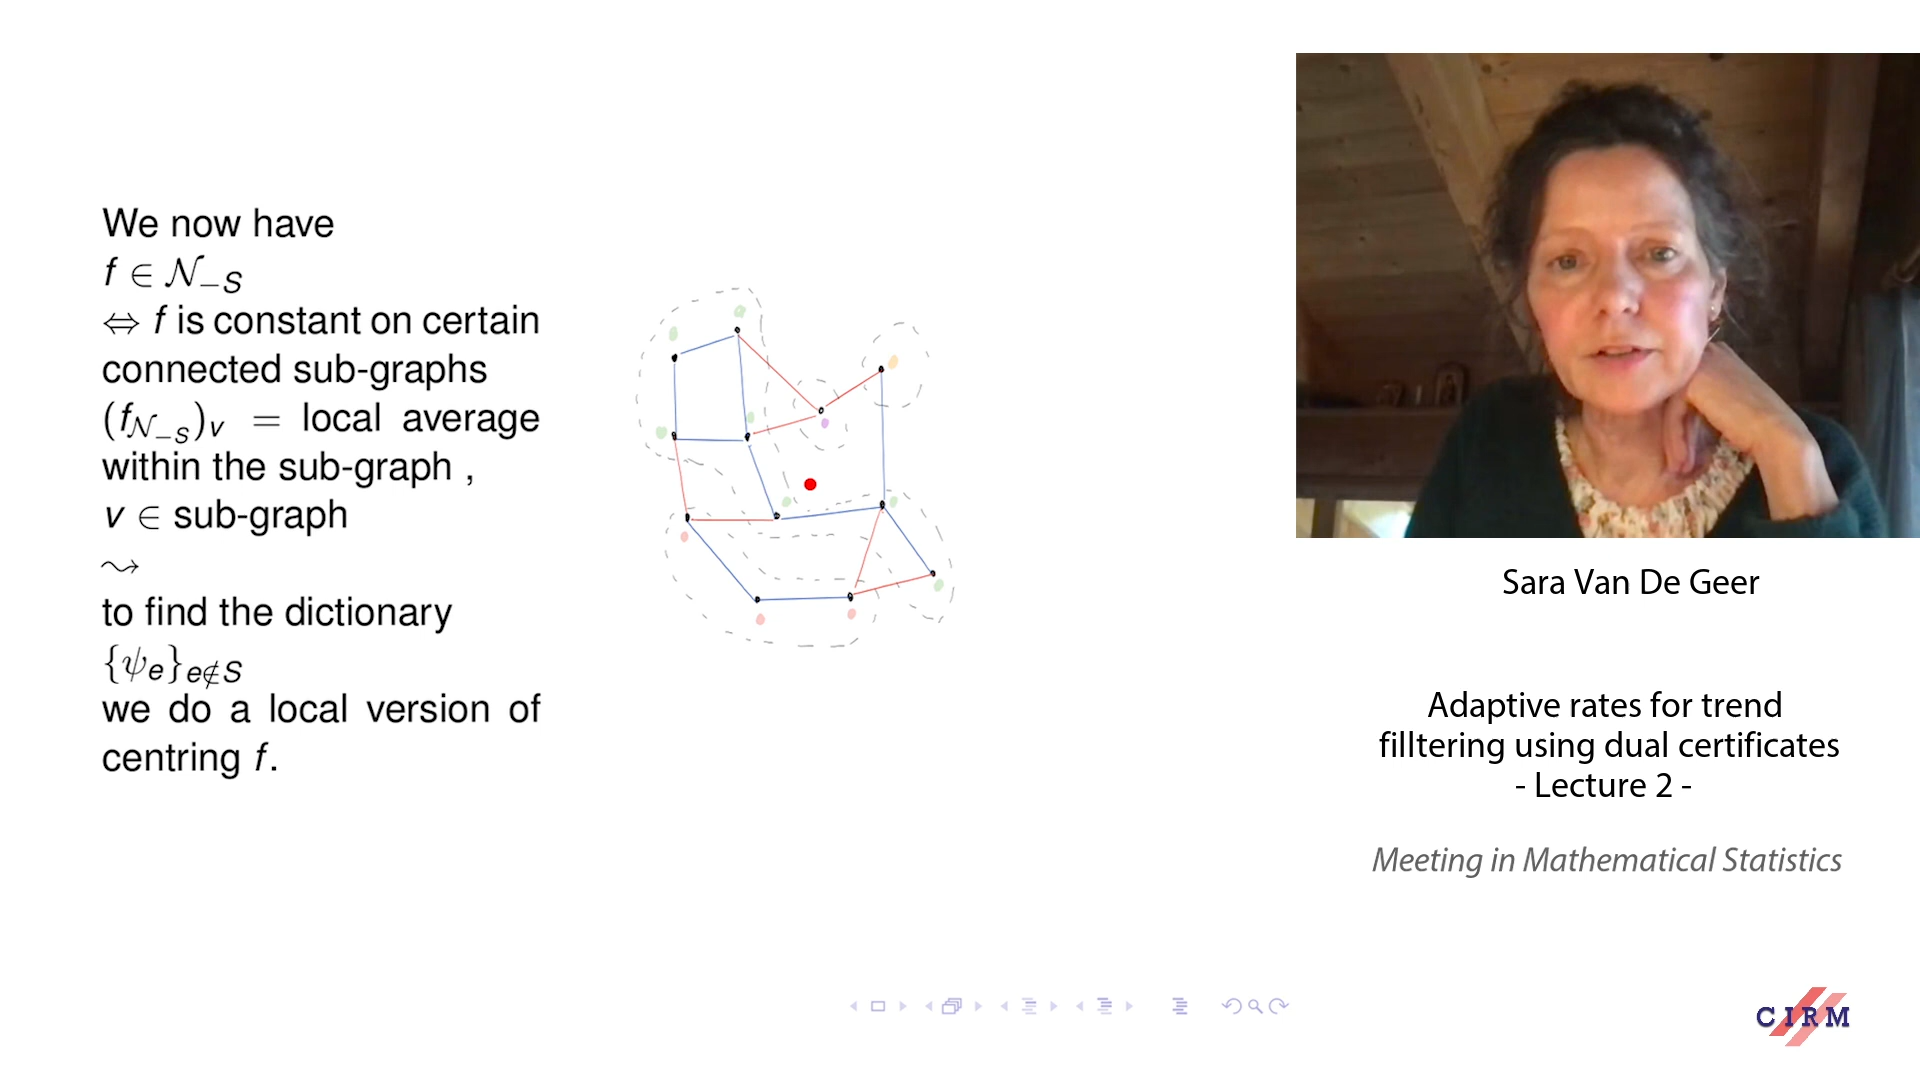 We now have
f ∈ 𝒩₋S
⇔ f is constant on certain
connected sub-graphs
(f𝒩₋S)v = local average
within the sub-graph ,
v ∈ sub-graph
⇝
to find the dictionary
{ψe}e∉S
we do a local version of
centring f.
Sara Van De Geer
Adaptive rates for trend
filltering using dual certificates
- Lecture 2 -
Meeting in Mathematical Statistics
CIRM